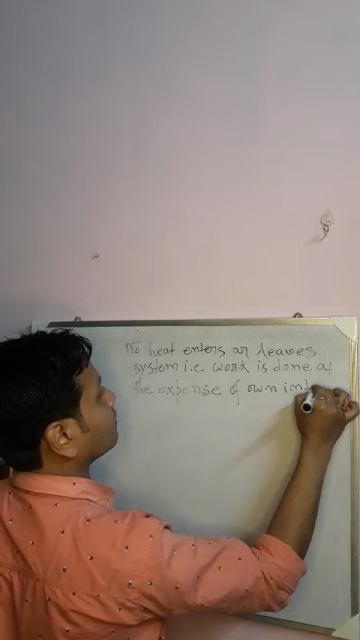 No heat enters or leaves
system i.e work is done at
the expense of own int